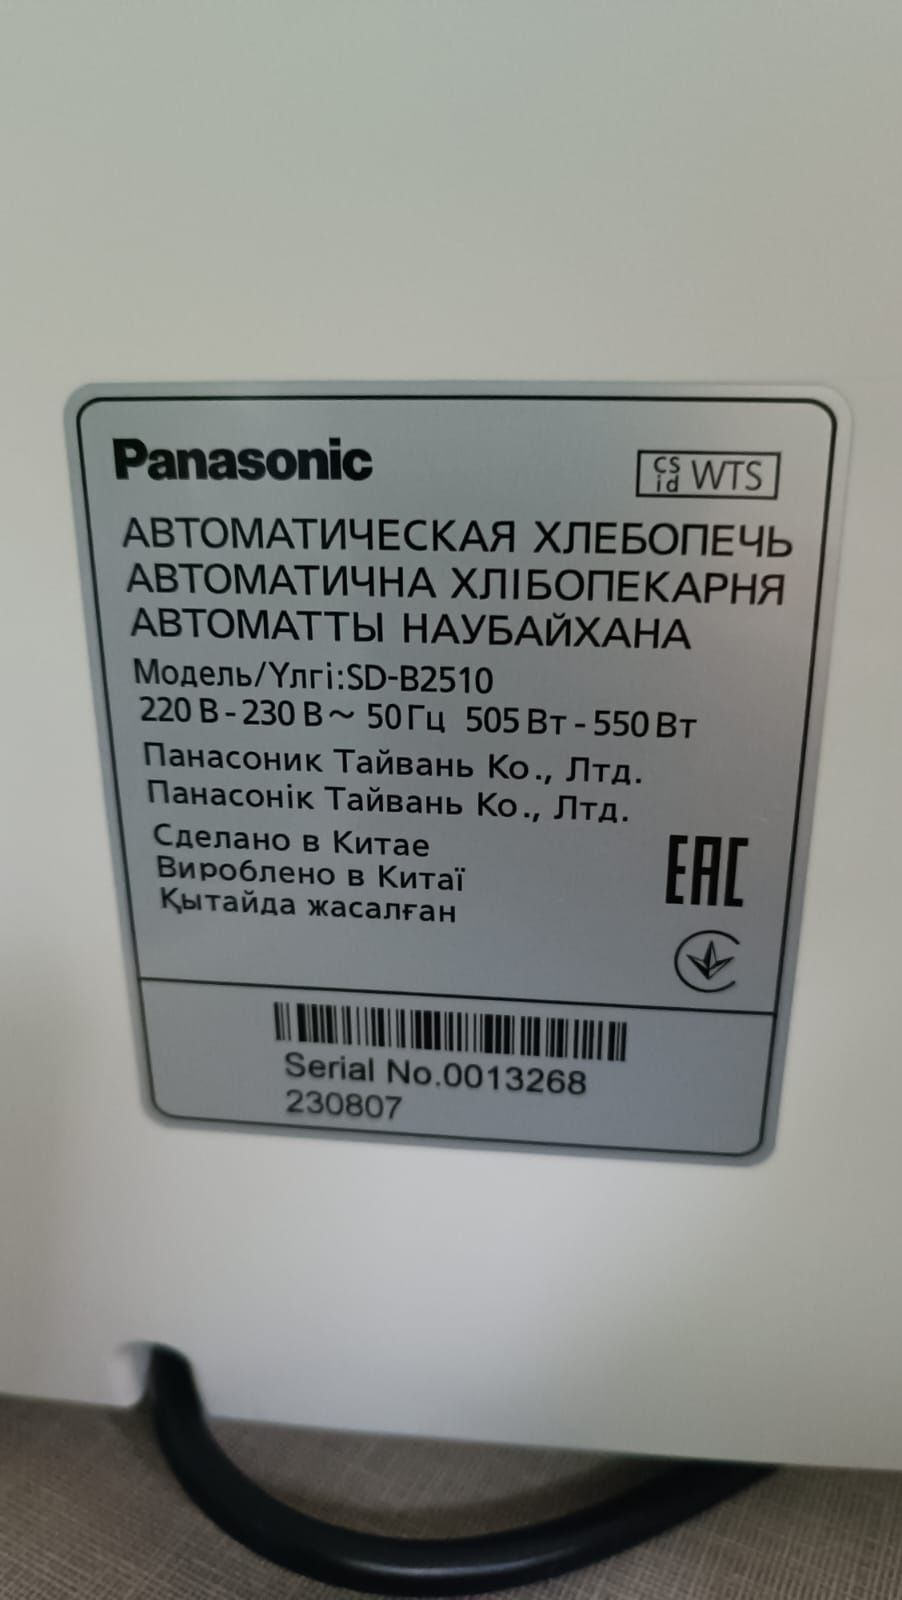 Panasonic
CS id WTS
АВТОМАТИЧЕСКАЯ ХЛЕБОПЕЧЬ
АВТОМАТИЧНА ХЛІБОПЕКАРНЯ
АВТОМАТТЫ НАУБАЙХАНА
Модель/Үлгі:SD-B2510
220 В - 230 В ~ 50 Гц 505 Вт - 550 Вт
Панасоник Тайвань Ко., Лтд.
Панасонік Тайвань Ко., Лтд.
Сделано в Китае
Вироблено в Китаї
Қытайда жасалған
EAC
Serial No.0013268
230807